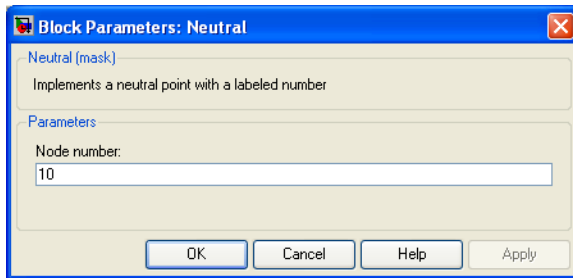 Block Parameters: Neutral
Neutral (mask)
Implements a neutral point with a labeled number
Parameters
Node number:
10
OK Cancel Help Apply